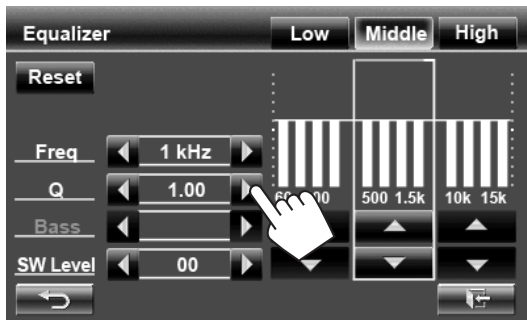 Equalizer Low Middle High
Reset
Freq 1 kHz
Q 1.00
500 1.5k 10k 15k
Bass
SW Level 00